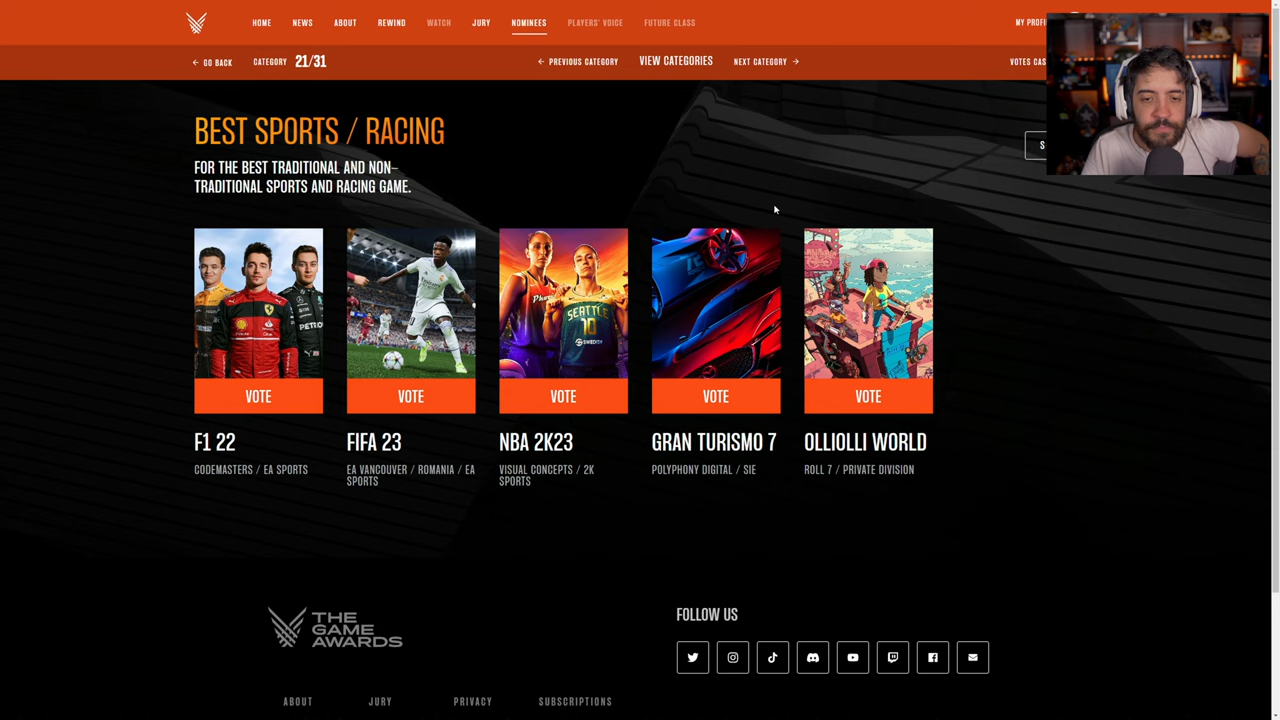 HOME NEWS ABOUT REWIND WATCH JURY NOMINEES PLAYERS' VOICE FUTURE CLASS
GO BACK CATEGORY 21/31 PREVIOUS CATEGORY VIEW CATEGORIES NEXT CATEGORY VOTES
BEST SPORTS / RACING
FOR THE BEST TRADITIONAL AND NON-
TRADITIONAL SPORTS AND RACING GAME.
SEATTLE
10
VOTE VOTE VOTE VOTE VOTE
F1 22 FIFA 23 NBA 2K23 GRAN TURISMO 7 OLLIOLLI WORLD
CODEMASTERS / EA SPORTS EA VANCOUVER / ROMANIA / EA VISUAL CONCEPTS / 2K POLYPHONY DIGITAL / SIE ROLL 7 / PRIVATE DIVISION
SPORTS SPORTS
THE
GAME
AWARDS
FOLLOW US
ABOUT JURY PRIVACY SUBSCRIPTIONS